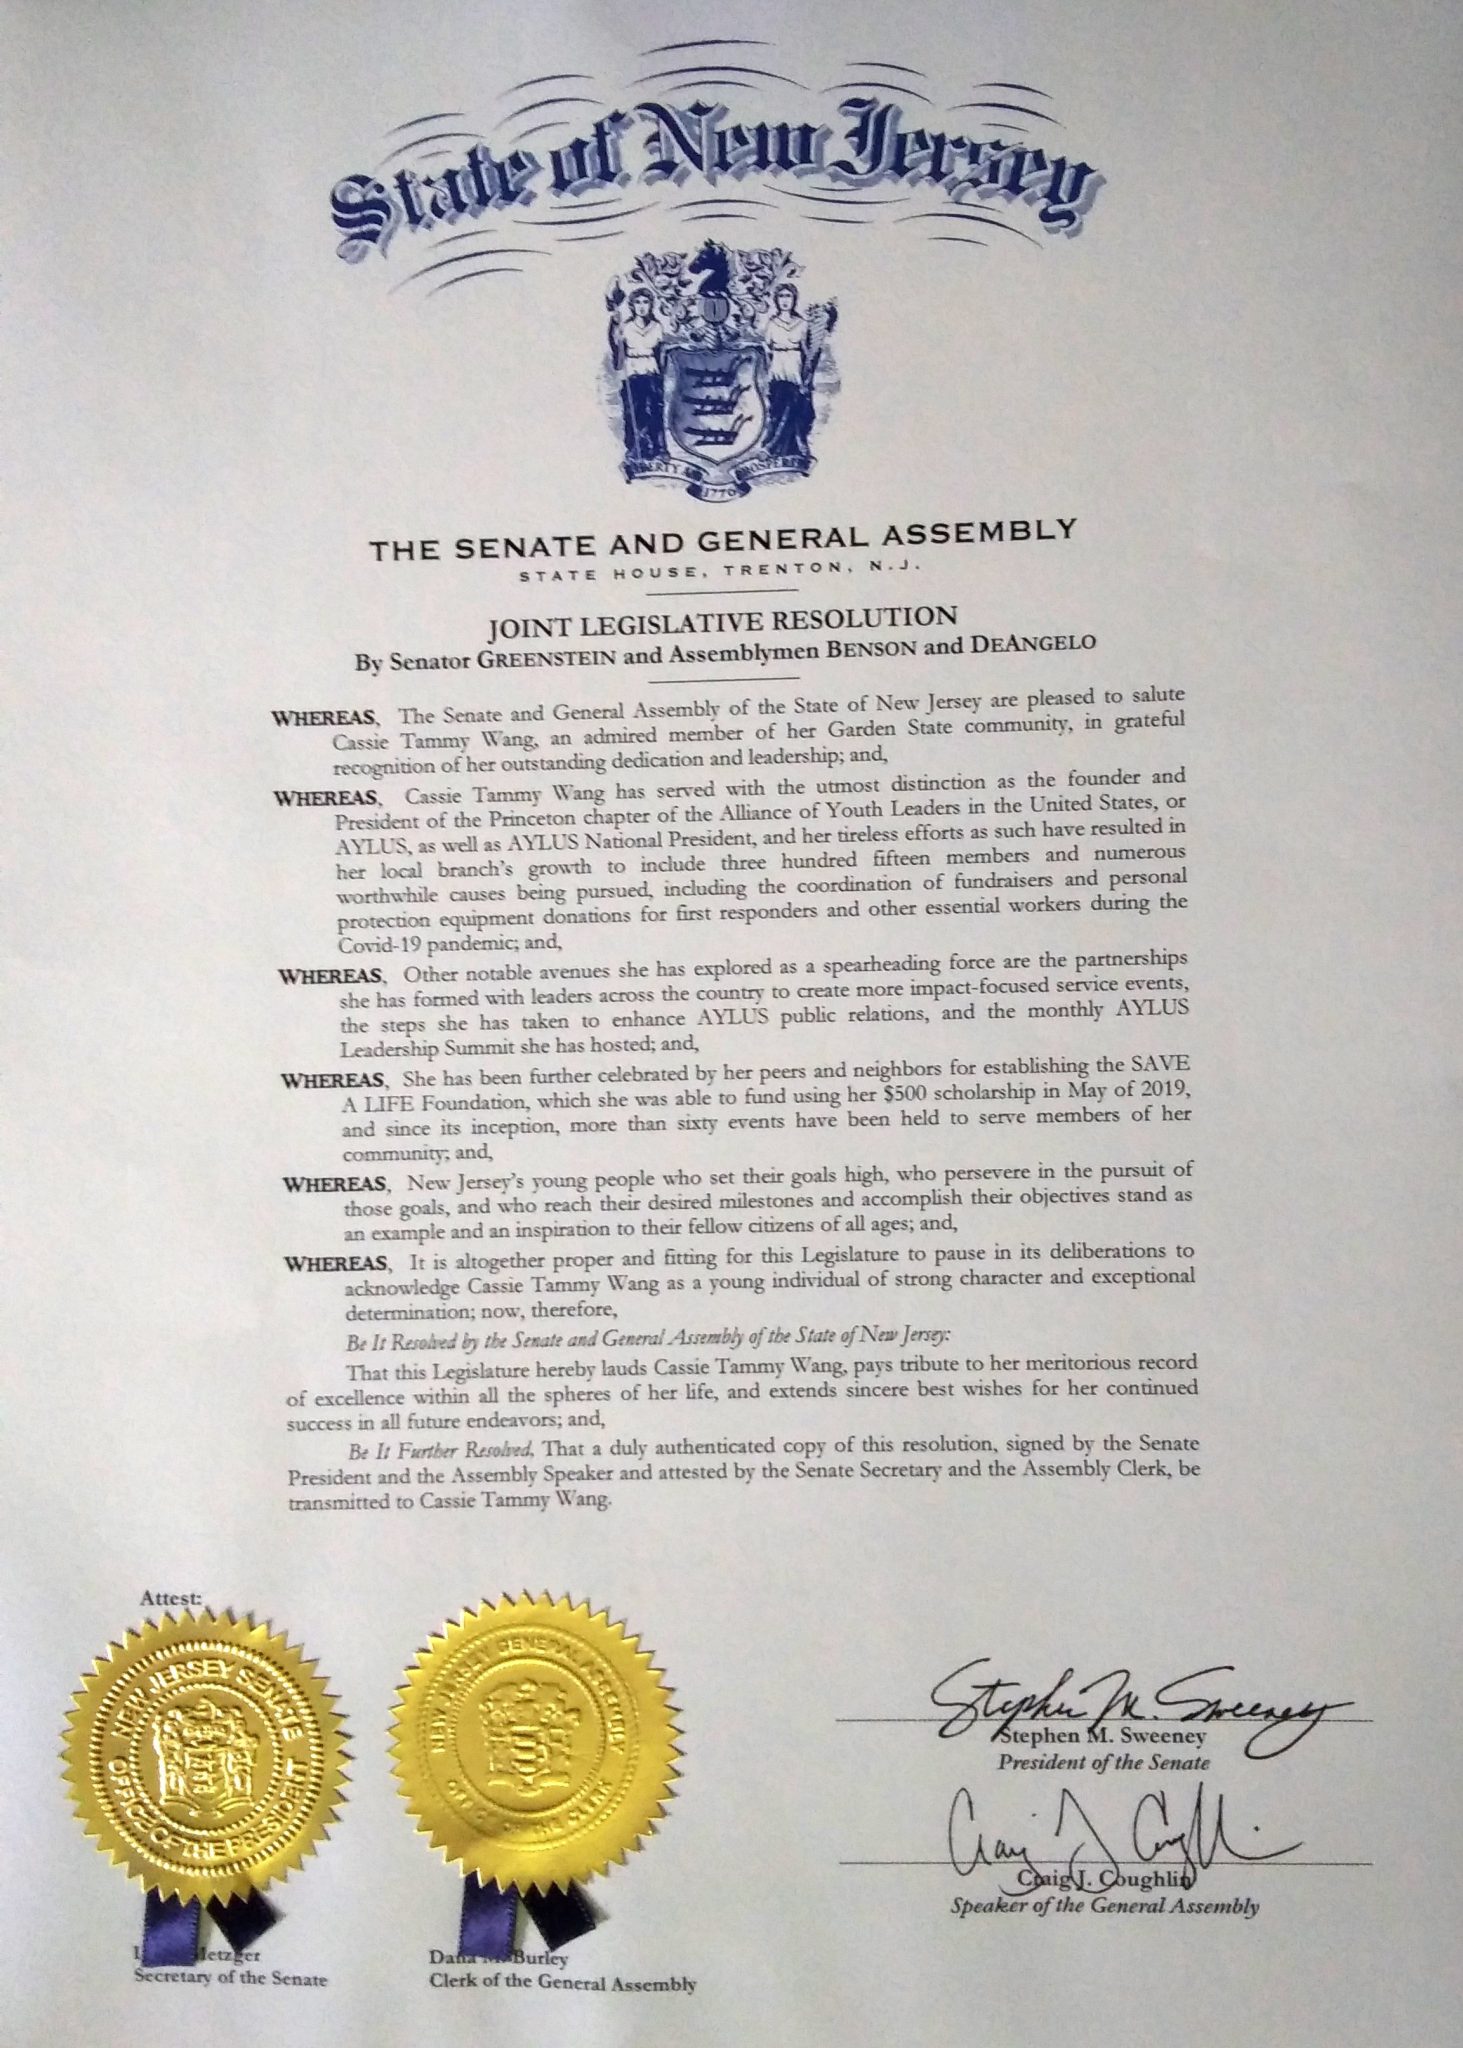 State of New Jersey
LIBERTY AND PROSPERITY
1776
THE SENATE AND GENERAL ASSEMBLY
STATE HOUSE, TRENTON, N.J.
JOINT LEGISLATIVE RESOLUTION
By Senator GREENSTEIN and Assemblymen BENSON and DEANGELO
WHEREAS, The Senate and General Assembly of the State of New Jersey are pleased to salute
Cassie Tammy Wang, an admired member of her Garden State community, in grateful
recognition of her outstanding dedication and leadership; and,
WHEREAS, Cassie Tammy Wang has served with the utmost distinction as the founder and
President of the Princeton chapter of the Alliance of Youth Leaders in the United States, or
AYLUS, as well as AYLUS National President, and her tireless efforts as such have resulted in
her local branch's growth to include three hundred fifteen members and numerous
worthwhile causes being pursued, including the coordination of fundraisers and personal
protection equipment donations for first responders and other essential workers during the
Covid-19 pandemic; and,
WHEREAS, Other notable avenues she has explored as a spearheading force are the partnerships
she has formed with leaders across the country to create more impact-focused service events,
the steps she has taken to enhance AYLUS public relations, and the monthly AYLUS
Leadership Summit she has hosted; and,
WHEREAS, She has been further celebrated by her peers and neighbors for establishing the SAVE
A LIFE Foundation, which she was able to fund using her $500 scholarship in May of 2019,
and since its inception, more than sixty events have been held to serve members of her
community; and,
WHEREAS, New Jersey's young people who set their goals high, who persevere in the pursuit of
those goals, and who reach their desired milestones and accomplish their objectives stand as
an example and an inspiration to their fellow citizens of all ages; and,
WHEREAS, It is altogether proper and fitting for this Legislature to pause in its deliberations to
acknowledge Cassie Tammy Wang as a young individual of strong character and exceptional
determination; now, therefore,
Be It Resolved by the Senate and General Assembly of the State of New Jersey:
That this Legislature hereby lauds Cassie Tammy Wang, pays tribute to her meritorious record
of excellence within all the spheres of her life, and extends sincere best wishes for her continued
success in all future endeavors; and,
Be It Further Resolved, That a duly authenticated copy of this resolution, signed by the Senate
President and the Assembly Speaker and attested by the Senate Secretary and the Assembly Clerk, be
transmitted to Cassie Tammy Wang.
Attest:
NEW JERSEY SENATE
OFFICE OF THE PRESIDENT
NEW JERSEY GENERAL ASSEMBLY
OFFICE OF THE CLERK
Stephen M. Sweeney
Stephen M. Sweeney
President of the Senate
Craig J. Coughlin
Craig J. Coughlin
Speaker of the General Assembly
Metzger
Secretary of the Senate
Dana M. Burley
Clerk of the General Assembly